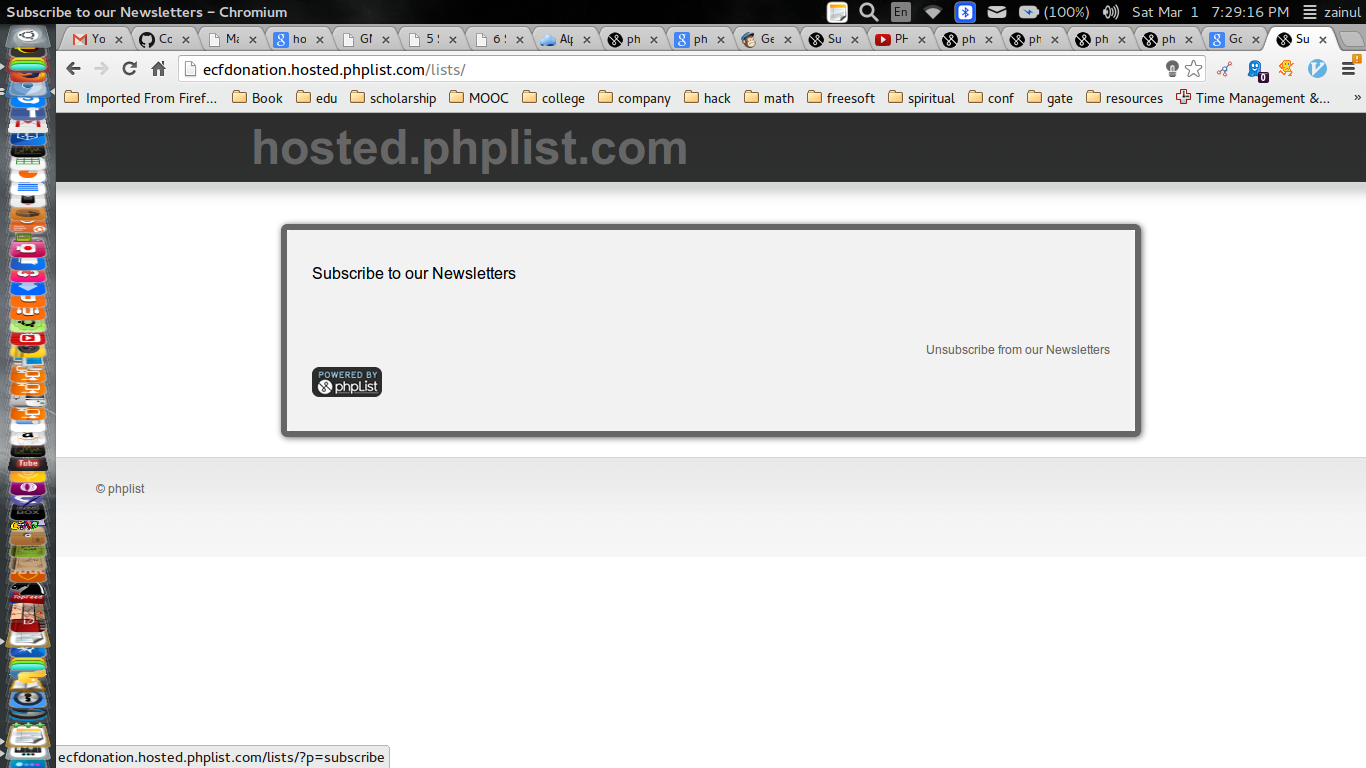 Subscribe to our Newsletters – Chromium
En
(100%)
Sat Mar 1 7:29:16 PM
zainul
Yo
Co
Ma
ho
GI
5 S
6 S
Alp
ph
ph
Ge
Su
PH
ph
ph
ph
ph
Go
Su
ecfdonation.hosted.phplist.com/lists/
0
Imported From Firef...
Book
edu
scholarship
MOOC
college
company
hack
math
freesoft
spiritual
conf
gate
resources
Time Management &...
»
hosted.phplist.com
Subscribe to our Newsletters
Unsubscribe from our Newsletters
POWERED BY
phpList
© phplist
Tube
ecfdonation.hosted.phplist.com/lists/?p=subscribe